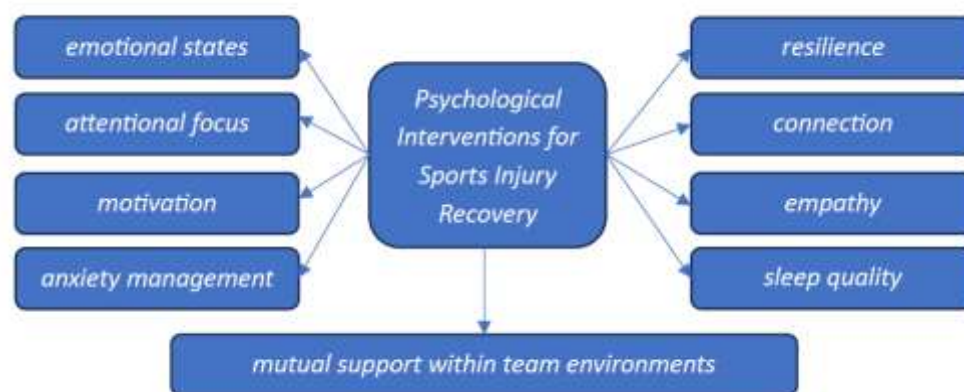 emotional states
attentional focus
motivation
anxiety management
Psychological
Interventions for
Sports Injury
Recovery
resilience
connection
empathy
sleep quality
mutual support within team environments